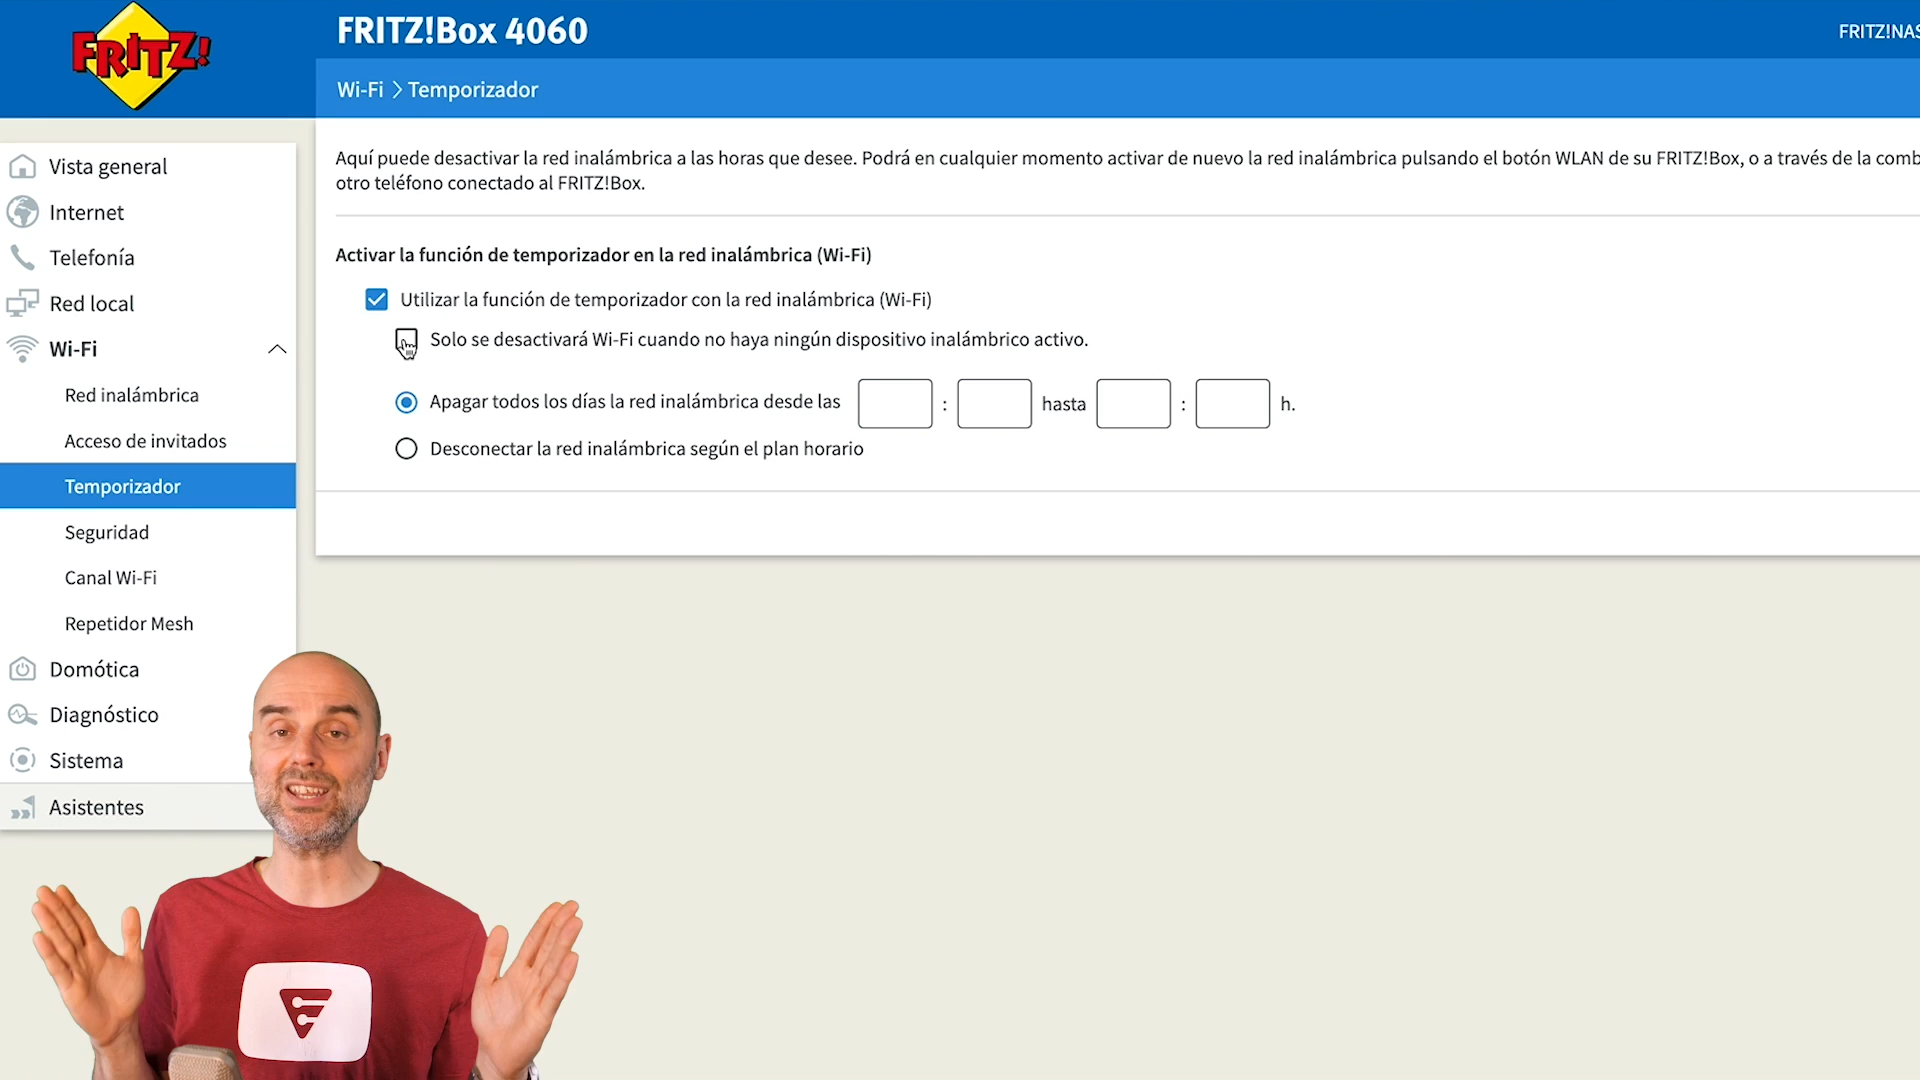 FRITZ!
FRITZ!Box 4060
FRITZ!NAS
Wi-Fi > Temporizador
Vista general
Internet
Telefonía
Red local
Wi-Fi
Red inalámbrica
Acceso de invitados
Temporizador
Seguridad
Canal Wi-Fi
Repetidor Mesh
Domótica
Diagnóstico
Sistema
Asistentes
Aquí puede desactivar la red inalámbrica a las horas que desee. Podrá en cualquier momento activar de nuevo la red inalámbrica pulsando el botón WLAN de su FRITZ!Box, o a través de la comb
otro teléfono conectado al FRITZ!Box.
Activar la función de temporizador en la red inalámbrica (Wi-Fi)
Utilizar la función de temporizador con la red inalámbrica (Wi-Fi)
Solo se desactivará Wi-Fi cuando no haya ningún dispositivo inalámbrico activo.
Apagar todos los días la red inalámbrica desde las : hasta : h.
Desconectar la red inalámbrica según el plan horario